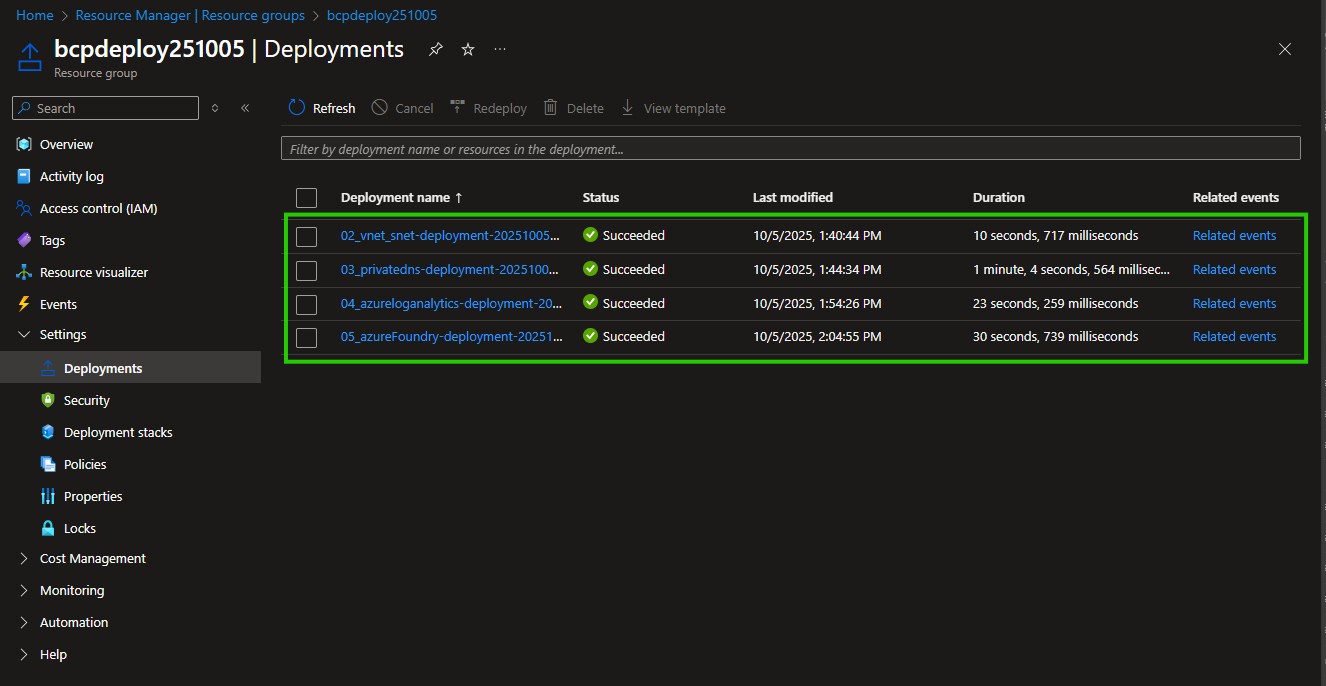 Home > Resource Manager | Resource groups > bcpdeploy251005
bcpdeploy251005 | Deployments ...
Resource group
Search
Refresh Cancel Redeploy Delete View template
Filter by deployment name or resources in the deployment...
Overview
Activity log
Access control (IAM)
Tags
Resource visualizer
Events
Settings
Deployments
Security
Deployment stacks
Policies
Properties
Locks
Cost Management
Monitoring
Automation
Help
Deployment name ↑ Status Last modified Duration Related events
02_vnet_snet-deployment-20251005... Succeeded 10/5/2025, 1:40:44 PM 10 seconds, 717 milliseconds Related events
03_privatedns-deployment-2025100... Succeeded 10/5/2025, 1:44:34 PM 1 minute, 4 seconds, 564 millisec... Related events
04_azureloganalytics-deployment-20... Succeeded 10/5/2025, 1:54:26 PM 23 seconds, 259 milliseconds Related events
05_azureFoundry-deployment-20251... Succeeded 10/5/2025, 2:04:55 PM 30 seconds, 739 milliseconds Related events